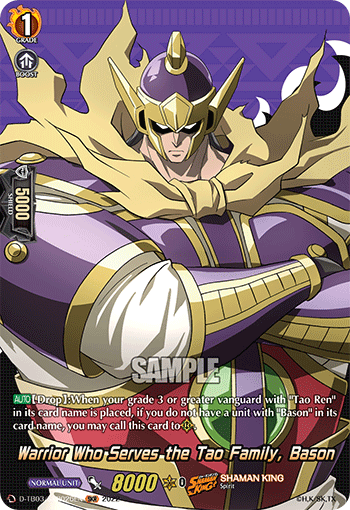 1
GRADE
BOOST
5000
SHIELD
SAMPLE
AUTO [Drop]:When your grade 3 or greater vanguard with "Tao Ren"
in its card name is placed, if you do not have a unit with "Bason" in its
card name, you may call this card to R.
Warrior Who Serves the Tao Family, Bason
NORMAL UNIT
8000
0
SHAMAN KING
SHAMAN KING
Spirit
D-TB03
©H.K./SK,TX